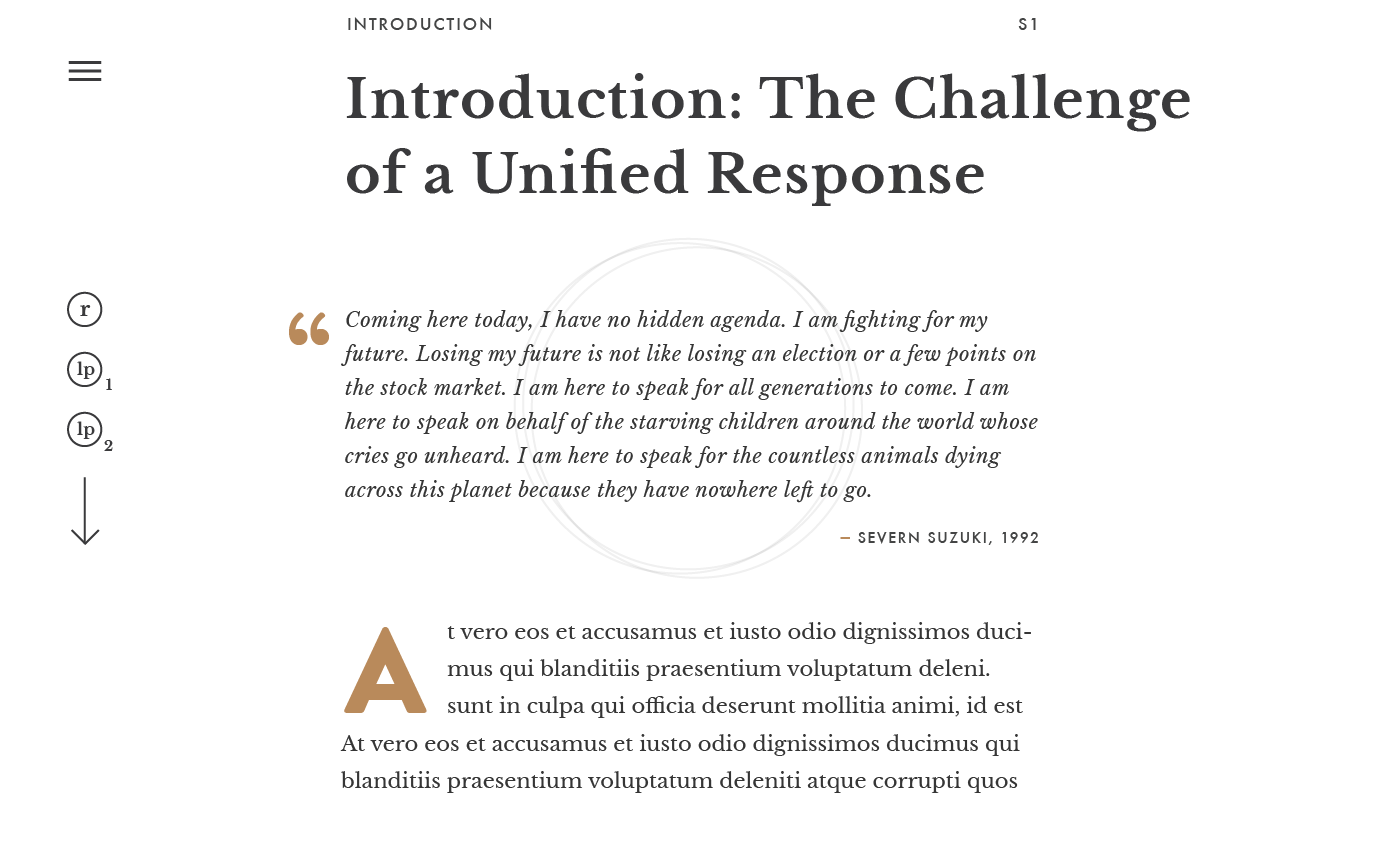 INTRODUCTION S1
Introduction: The Challenge
of a Unified Response
r
lp 1
lp 2
“
Coming here today, I have no hidden agenda. I am fighting for my
future. Losing my future is not like losing an election or a few points on
the stock market. I am here to speak for all generations to come. I am
here to speak on behalf of the starving children around the world whose
cries go unheard. I am here to speak for the countless animals dying
across this planet because they have nowhere left to go.
– SEVERN SUZUKI, 1992
At vero eos et accusamus et iusto odio dignissimos duci-
mus qui blanditiis praesentium voluptatum deleni.
sunt in culpa qui officia deserunt mollitia animi, id est
At vero eos et accusamus et iusto odio dignissimos ducimus qui
blanditiis praesentium voluptatum deleniti atque corrupti quos